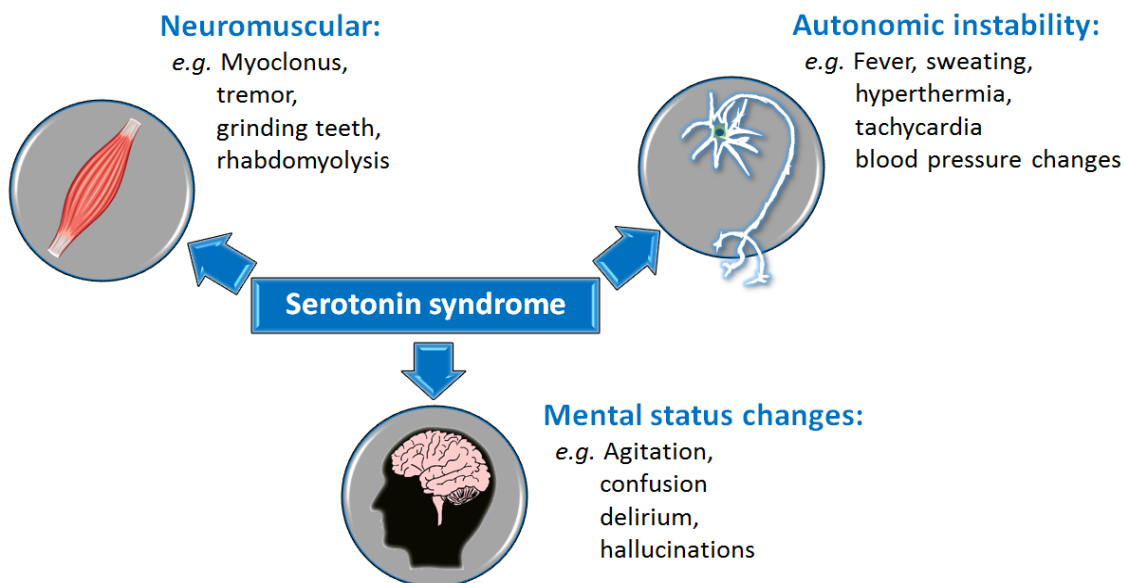 Neuromuscular:
e.g. Myoclonus,
tremor,
grinding teeth,
rhabdomyolysis
Autonomic instability:
e.g. Fever, sweating,
hyperthermia,
tachycardia
blood pressure changes
Serotonin syndrome
Mental status changes:
e.g. Agitation,
confusion
delirium,
hallucinations